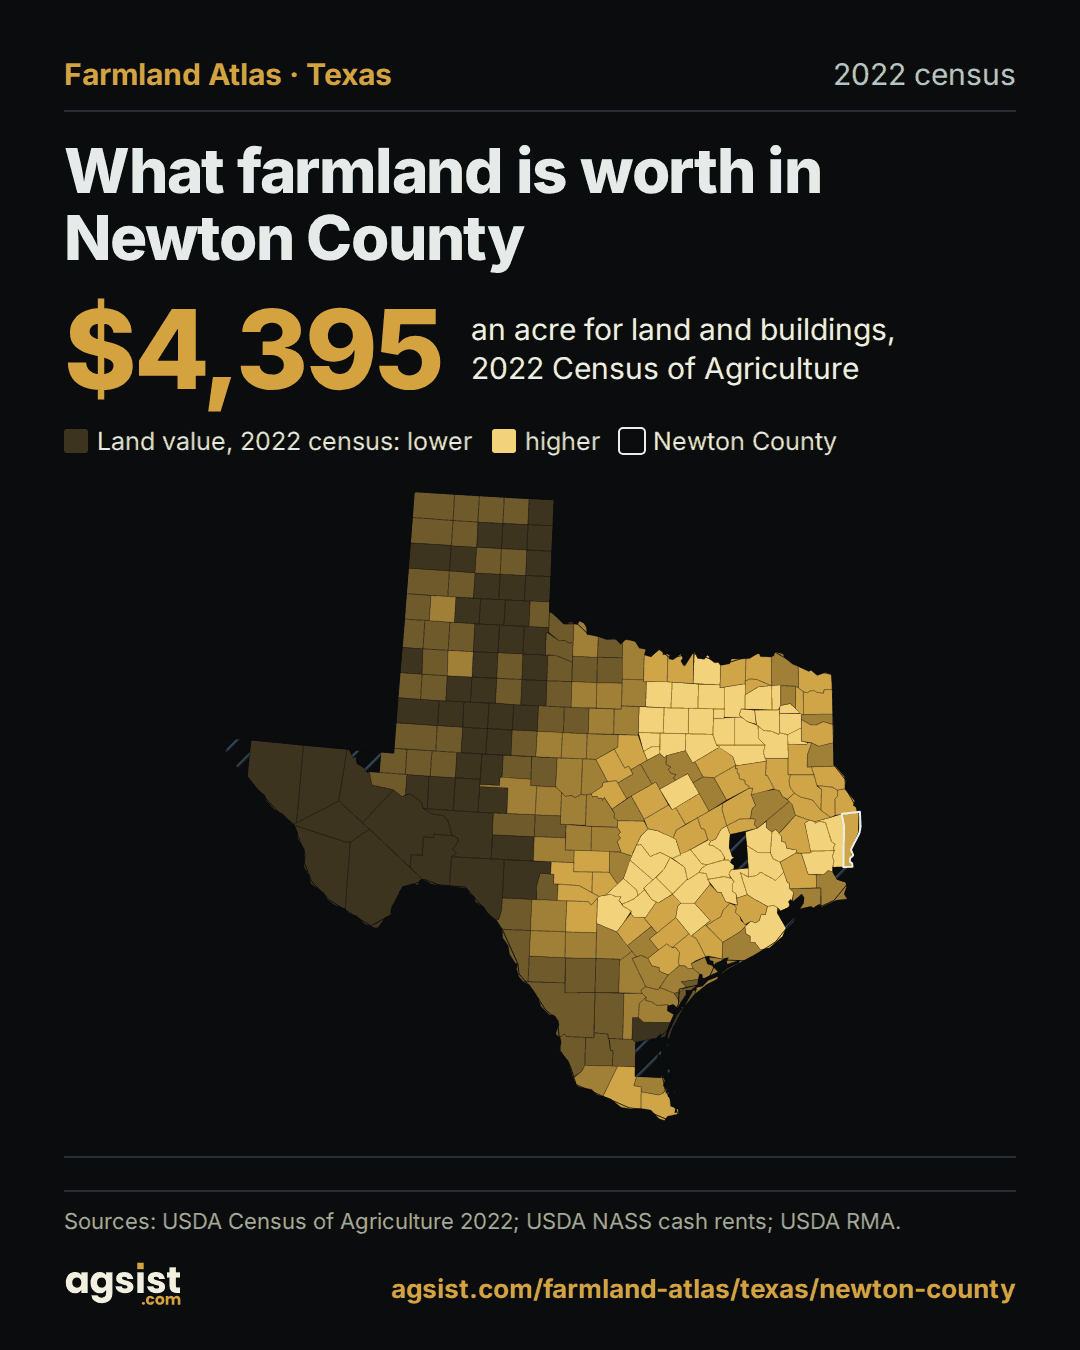 Farmland Atlas · Texas
2022 census
What farmland is worth in
Newton County
$4,395
an acre for land and buildings,
2022 Census of Agriculture
Land value, 2022 census: lower
higher
Newton County
Sources: USDA Census of Agriculture 2022; USDA NASS cash rents; USDA RMA.
agsist
.com
agsist.com/farmland-atlas/texas/newton-county